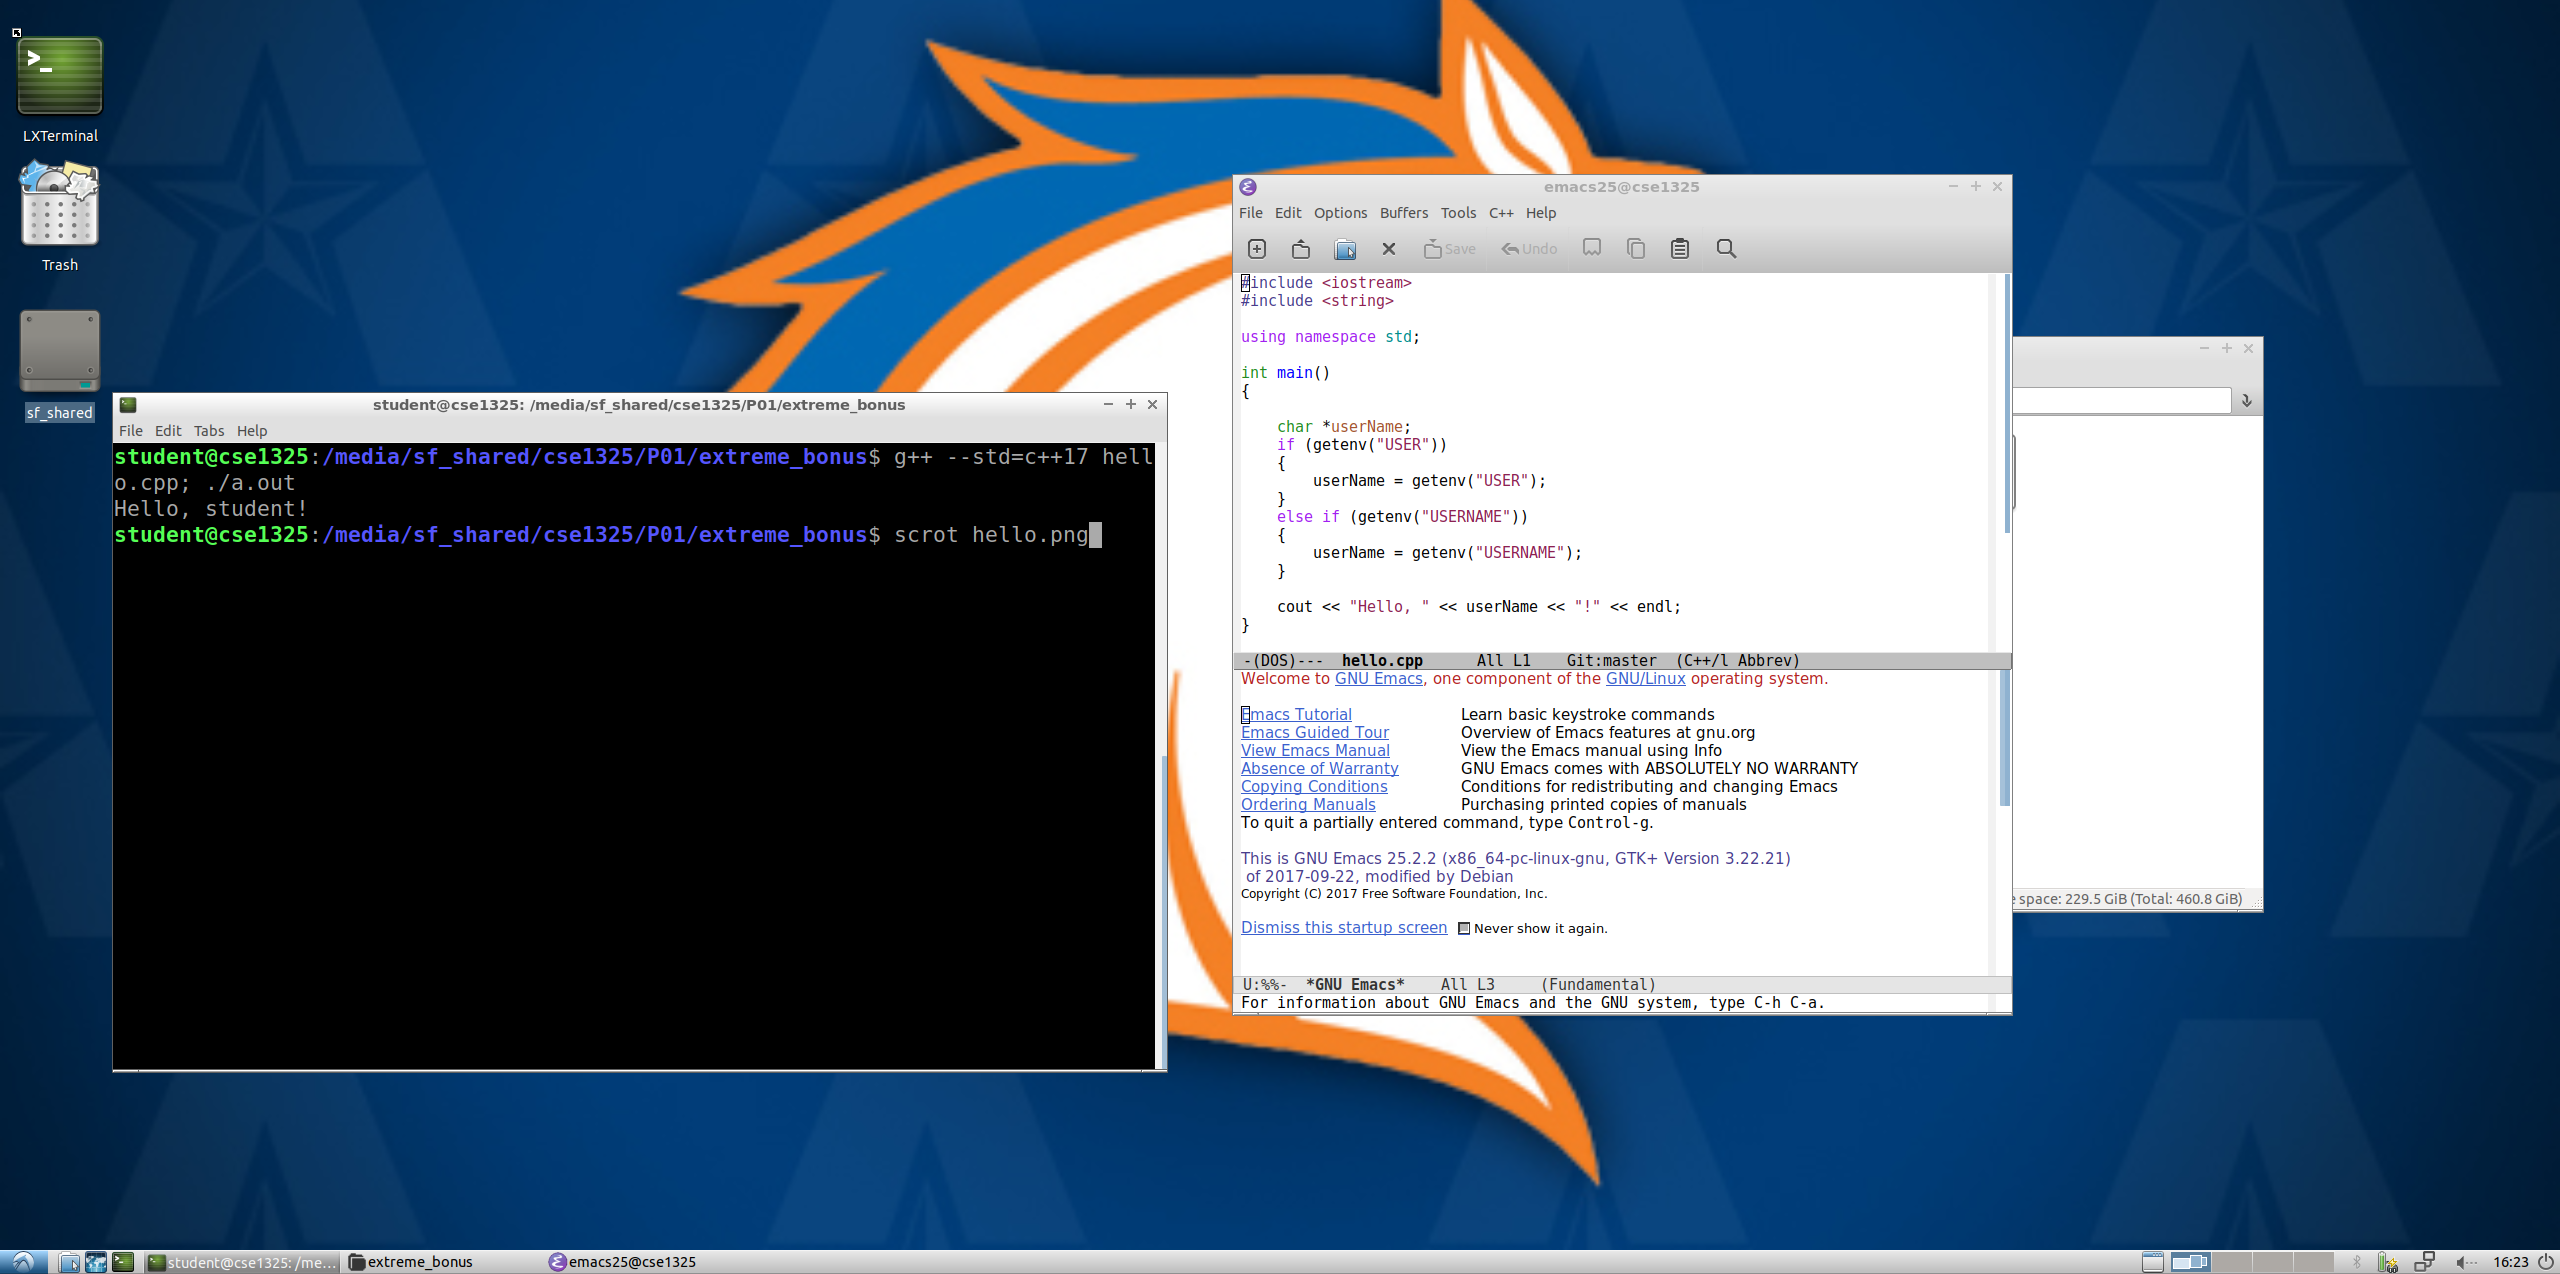 LXTerminal
Trash
sf_shared
student@cse1325: /media/sf_shared/cse1325/P01/extreme_bonus
File Edit Tabs Help
student@cse1325:/media/sf_shared/cse1325/P01/extreme_bonus$ g++ --std=c++17 hell
o.cpp; ./a.out
Hello, student!
student@cse1325:/media/sf_shared/cse1325/P01/extreme_bonus$ scrot hello.png
emacs25@cse1325
File Edit Options Buffers Tools C++ Help
Save Undo
#include <iostream>
#include <string>
using namespace std;
int main()
{
char *userName;
if (getenv("USER"))
{
userName = getenv("USER");
}
else if (getenv("USERNAME"))
{
userName = getenv("USERNAME");
}
cout << "Hello, " << userName << "!" << endl;
}
-(DOS)--- hello.cpp All L1 Git:master (C++/l Abbrev)
Welcome to GNU Emacs, one component of the GNU/Linux operating system.
Emacs Tutorial Learn basic keystroke commands
Emacs Guided Tour Overview of Emacs features at gnu.org
View Emacs Manual View the Emacs manual using Info
Absence of Warranty GNU Emacs comes with ABSOLUTELY NO WARRANTY
Copying Conditions Conditions for redistributing and changing Emacs
Ordering Manuals Purchasing printed copies of manuals
To quit a partially entered command, type Control-g.
This is GNU Emacs 25.2.2 (x86_64-pc-linux-gnu, GTK+ Version 3.22.21)
of 2017-09-22, modified by Debian
Copyright (C) 2017 Free Software Foundation, Inc.
Dismiss this startup screen Never show it again.
U:%%- *GNU Emacs* All L3 (Fundamental)
For information about GNU Emacs and the GNU system, type C-h C-a.
space: 229.5 GiB (Total: 460.8 GiB)
student@cse1325: /me... extreme_bonus emacs25@cse1325 16:23